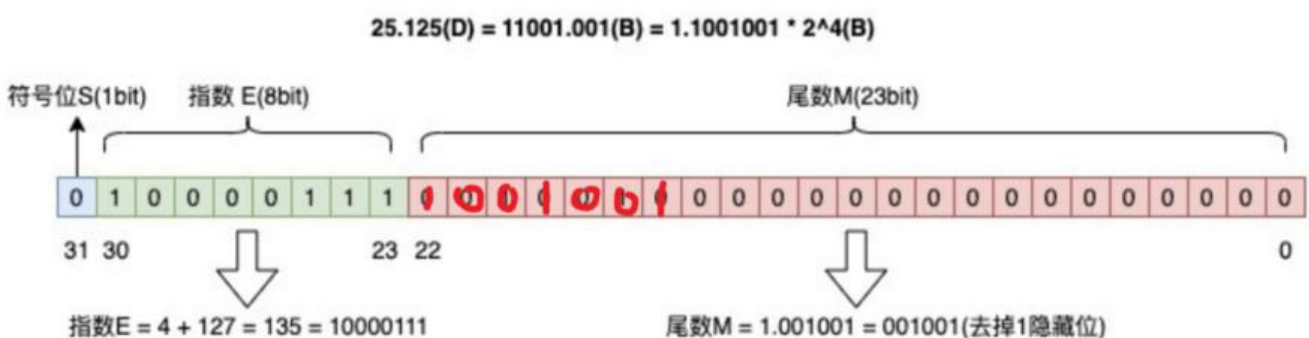 25.125(D) = 11001.001(B) = 1.1001001 * 2^4(B)
符号位S(1bit) 指数 E(8bit) 尾数M(23bit)
0 1 0 0 0 0 1 1 1 1 0 0 1 0 0 1 0 0 0 0 0 0 0 0 0 0 0 0 0 0 0 0
31 30 23 22 0
指数E = 4 + 127 = 135 = 10000111 尾数M = 1.001001 = 001001(去掉1隐藏位)